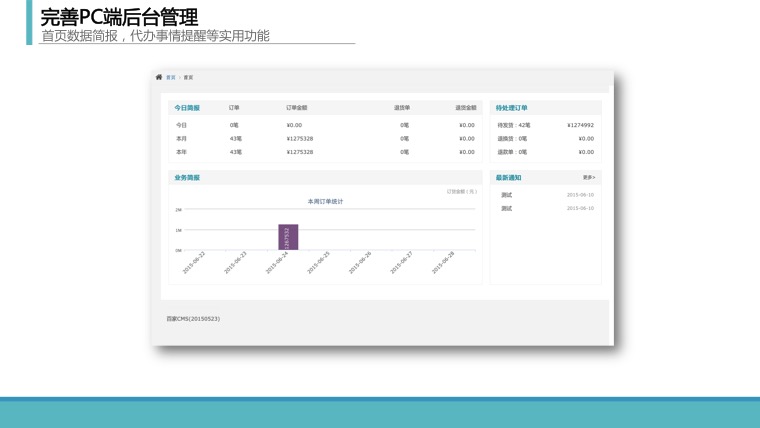 完善PC端后台管理
首页数据简报，代办事情提醒等实用功能
首页 > 首页
今日简报 订单 订单金额 退货单 退货金额
今日 0笔 ¥0.00 0笔 ¥0.00
本月 43笔 ¥1275328 0笔 ¥0.00
本年 43笔 ¥1275328 0笔 ¥0.00
待处理订单
待发货：42笔 ¥1274992
退换货：0笔 ¥0.00
退款单：0笔 ¥0.00
业务简报
订货金额（元）
本周订单统计
2M
1M
0M
1267532
2015-06-22 2015-06-23 2015-06-24 2015-06-25 2015-06-26 2015-06-27 2015-06-28
最新通知 更多>
测试 2015-06-10
测试 2015-06-10
百家CMS(20150523)